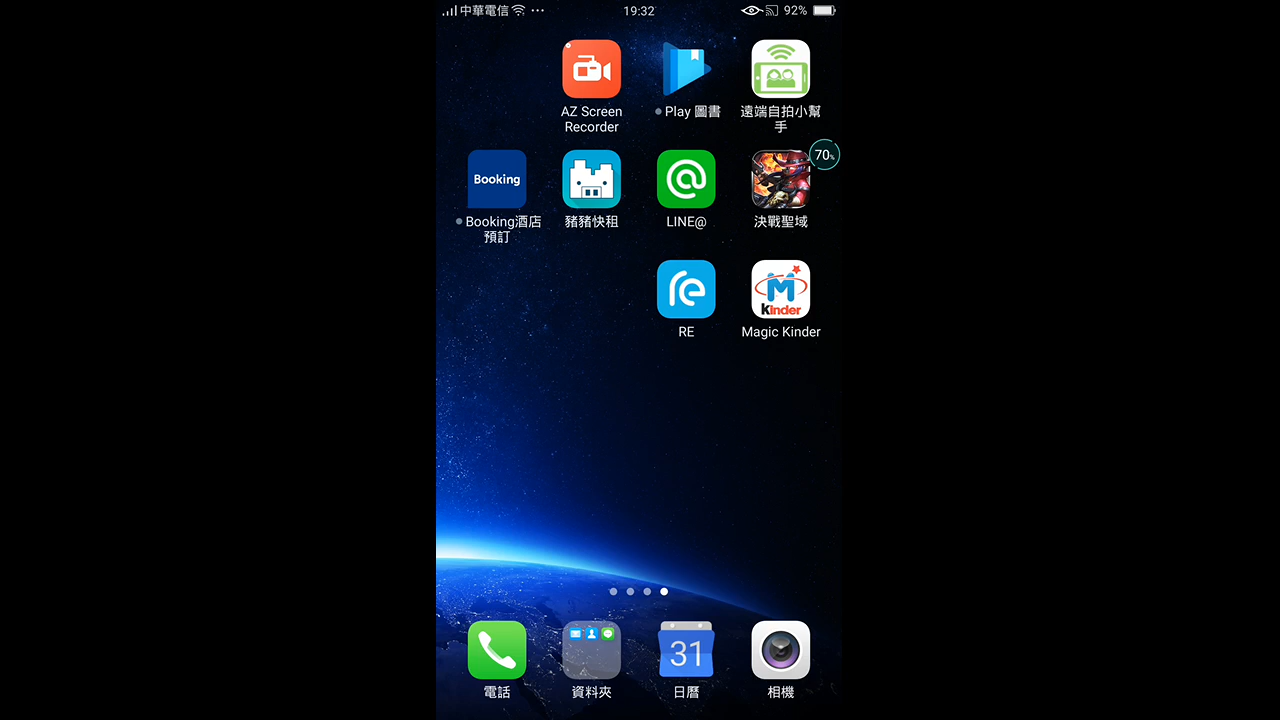 中華電信 19:32 92%
AZ Screen
Recorder
Play 圖書
遠端自拍小幫
手
Booking
70%
Booking酒店
預訂
豬豬快租
LINE@
決戰聖域
Kinder
RE
Magic Kinder
31
電話
資料夾
日曆
相機